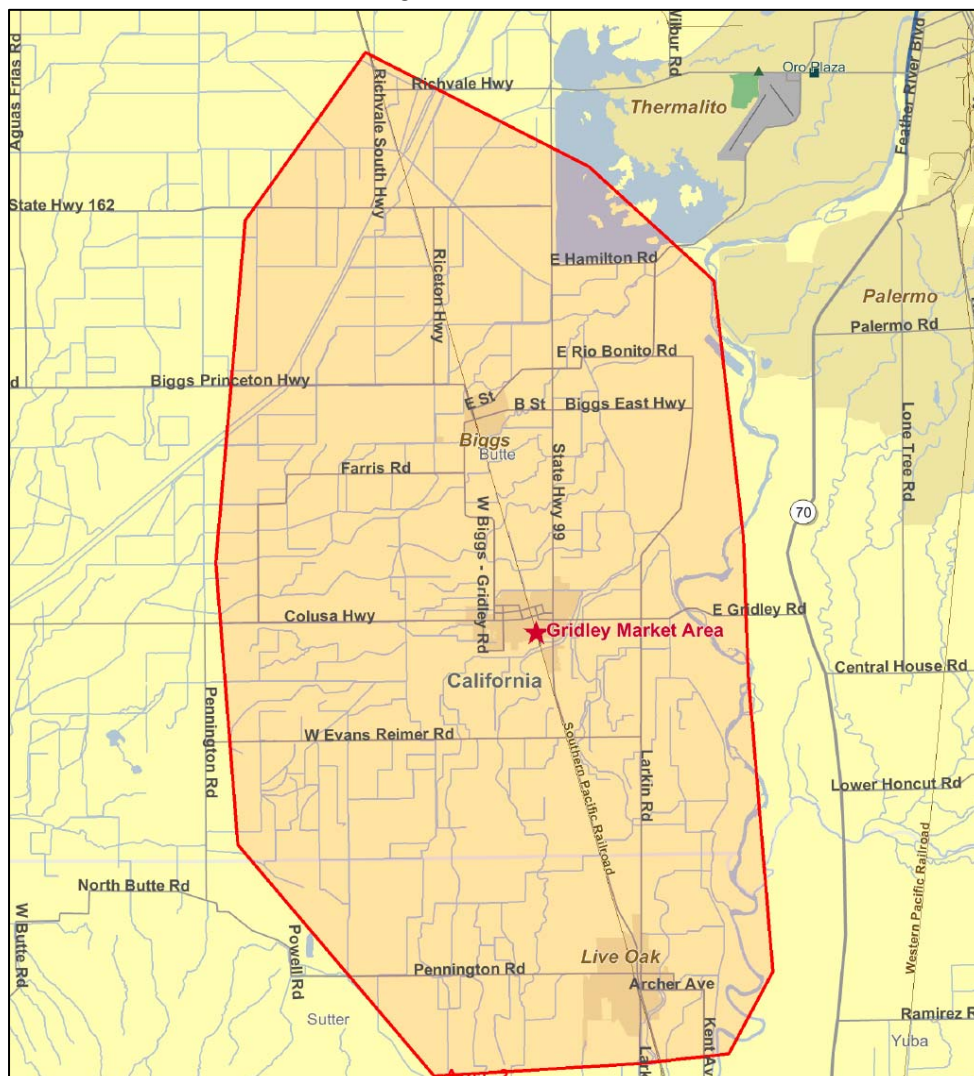 Wilbur Rd
Aguas Frias Rd
Richvale Hwy
Oro Plaza
Thermalito
Feather River Blvd
Richvale South Hwy
State Hwy 162
E Hamilton Rd
Riceton Hwy
Palermo
Palermo Rd
E Rio Bonito Rd
d
Biggs Princeton Hwy
E St
B St
Biggs East Hwy
Biggs
Butte
Lone Tree Rd
Farris Rd
State Hwy 99
W Biggs - Gridley Rd
70
Colusa Hwy
E Gridley Rd
Gridley Market Area
Central House Rd
California
Pennington Rd
W Evans Reimer Rd
Southern Pacific Railroad
Larkin Rd
Lower Honcut Rd
Western Pacific Railroad
North Butte Rd
W Butte Rd
Powell Rd
Live Oak
Pennington Rd
Archer Ave
Sutter
Kent Av
Lark
Ramirez R
Yuba